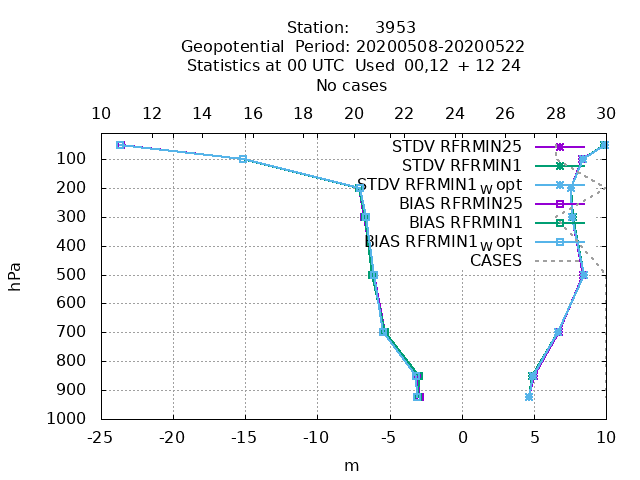 Station: 3953
Geopotential Period: 20200508-20200522
Statistics at 00 UTC Used 00,12 + 12 24
No cases
10 12 14 16 18 20 22 24 26 28 30
STDV RFRMIN25
STDV RFRMIN1
STDV RFRMIN1w opt
BIAS RFRMIN25
BIAS RFRMIN1
BIAS RFRMIN1w opt
CASES
100
200
300
400
500
600
700
800
900
1000
hPa
-25 -20 -15 -10 -5 0 5 10
m